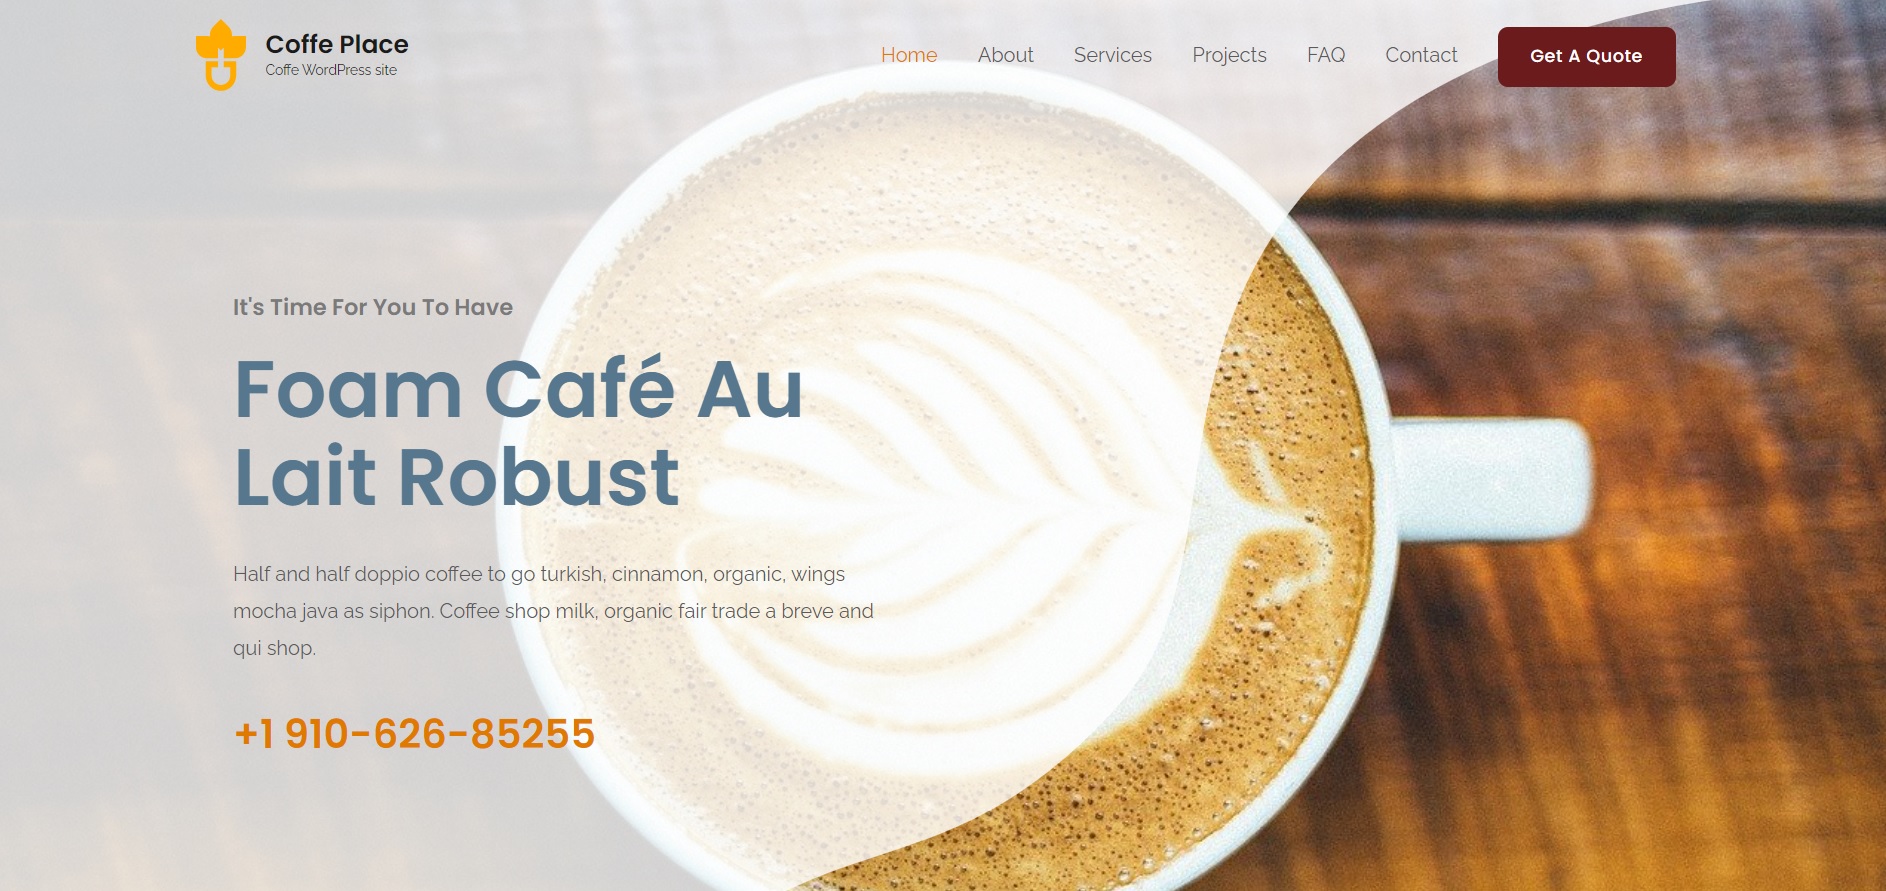 Coffe Place
Coffe WordPress site
Home About Services Projects FAQ Contact Get A Quote
It's Time For You To Have
Foam Café Au
Lait Robust
Half and half doppio coffee to go turkish, cinnamon, organic, wings
mocha java as siphon. Coffee shop milk, organic fair trade a breve and
qui shop.
+1 910-626-85255